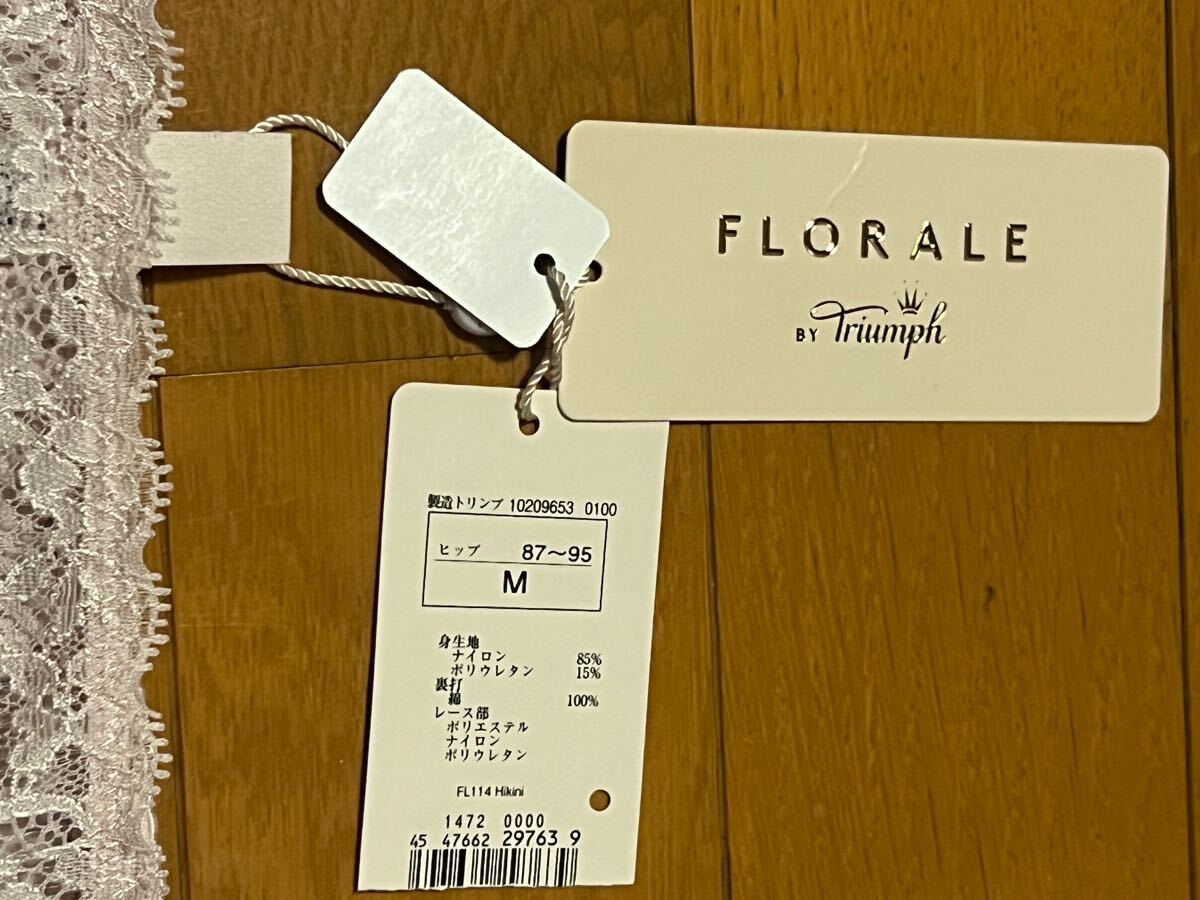 FLORALE
BY Triumph
製造トリンプ 10209653 0100
ヒップ 87〜95
M
身生地
ナイロン 85%
ポリウレタン 15%
裏打
綿 100%
レース部
ポリエステル
ナイロン
ポリウレタン
FL114 Hikini
1472 0000
45 47662 29763 9